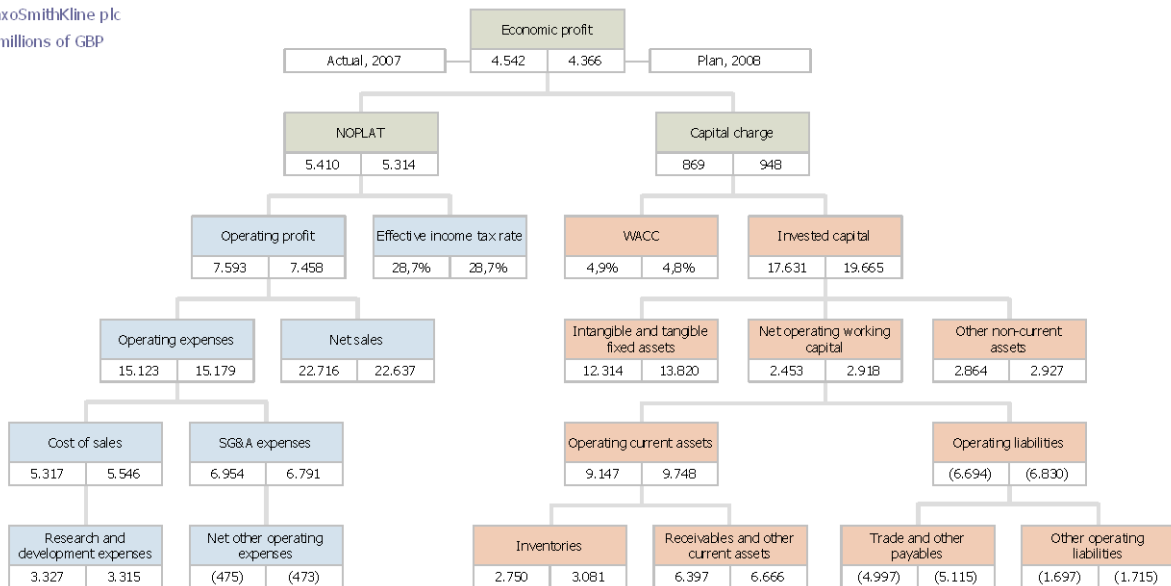 axoSmithKline plc
millions of GBP
Economic profit
Actual, 2007 4.542 4.366 Plan, 2008
NOPLAT Capital charge
5.410 5.314 869 948
Operating profit Effective income tax rate WACC Invested capital
7.593 7.458 28,7% 28,7% 4,9% 4,8% 17.631 19.665
Operating expenses Net sales Intangible and tangible Net operating working Other non-current
fixed assets capital assets
15.123 15.179 22.716 22.637 12.314 13.820 2.453 2.918 2.864 2.927
Cost of sales SG&A expenses Operating current assets Operating liabilities
5.317 5.546 6.954 6.791 9.147 9.748 (6.694) (6.830)
Research and Net other operating Inventories Receivables and other Trade and other Other operating
development expenses expenses current assets payables liabilities
3.327 3.315 (475) (473) 2.750 3.081 6.397 6.666 (4.997) (5.115) (1.697) (1.715)